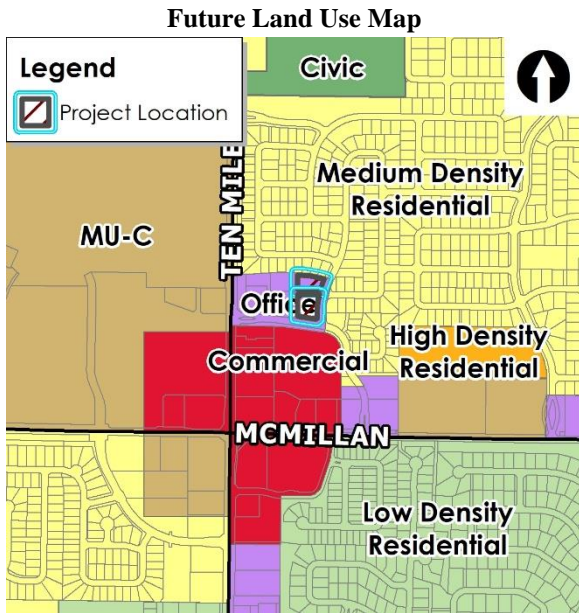 Future Land Use Map
Legend
Project Location
Civic
TEN MILE
Medium Density
Residential
MU-C
Office
Commercial
High Density
Residential
MCMILLAN
Low Density
Residential